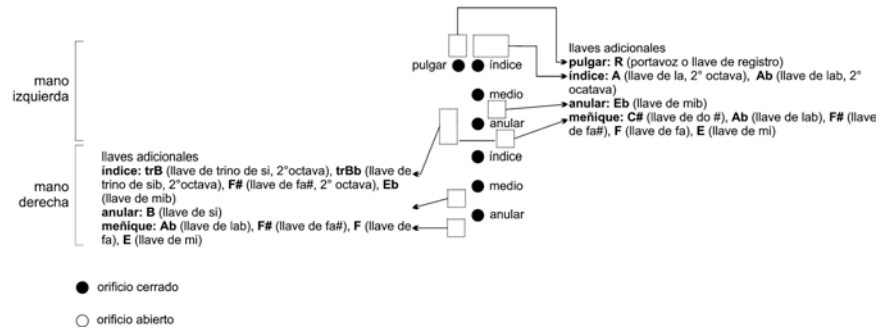 mano
izquierda
pulgar
índice
medio
anular
índice
medio
anular
llaves adicionales
pulgar: R (portavoz o llave de registro)
índice: A (llave de la, 2° octava), Ab (llave de lab, 2°
ocatava)
anular: Eb (llave de mib)
meñique: C# (llave de do #), Ab (llave de lab), F# (llave
de fa#), F (llave de fa), E (llave de mi)
mano
derecha
llaves adicionales
índice: trB (llave de trino de si, 2°octava), trBb (llave de
trino de sib, 2°octava), F# (llave de fa#, 2° octava), Eb
(llave de mib)
anular: B (llave de si)
meñique: Ab (llave de lab), F# (llave de fa#), F (llave de
fa), E (llave de mi)
orificio cerrado
orificio abierto